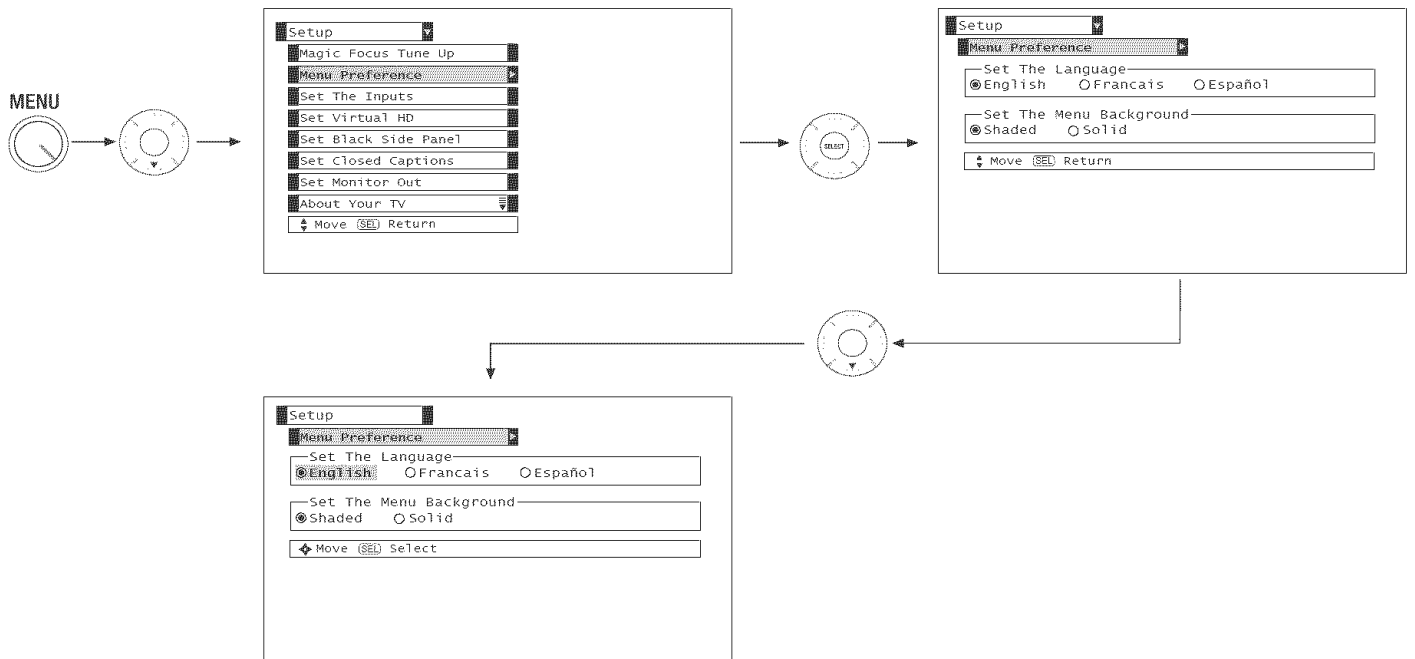 MENU
Setup
Magic Focus Tune Up
Menu Preference
Set The Inputs
Set Virtual HD
Set Black Side Panel
Set Closed Captions
Set Monitor Out
About Your TV
Move SEL Return
SELECT
Setup
Menu Preference
Set The Language
English Francais Español
Set The Menu Background
Shaded Solid
Move SEL Return
Setup
Menu Preference
Set The Language
English Francais Español
Set The Menu Background
Shaded Solid
Move SEL Select